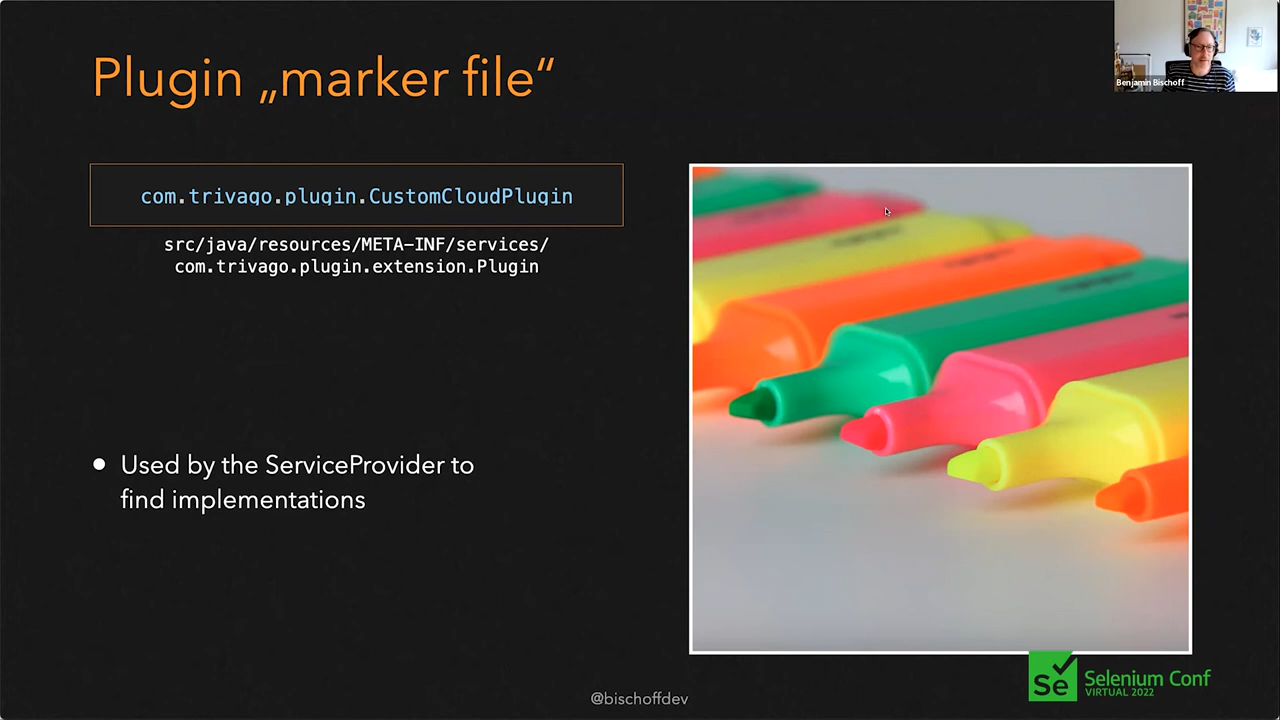 Plugin „marker file“
Benjamin Bischoff
com.trivago.plugin.CustomCloudPlugin
src/java/resources/META-INF/services/
com.trivago.plugin.extension.Plugin
● Used by the ServiceProvider to
find implementations
@bischoffdev
Se
Selenium Conf
VIRTUAL 2022